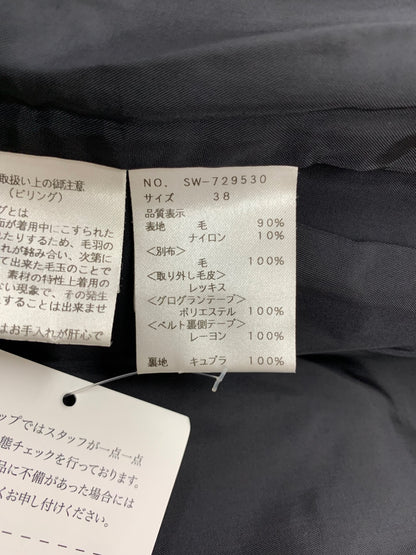 取扱い上の御注意
(ピリング)
グとは
面が着用中にこすられた
れたりするため、毛羽の
れが絡み合い、次第に
て出来た毛玉のことで
素材の特性上着用の
ない現象で、その発生
することは出来ませ
はお手入れが肝心で
NO. SW-729530
サイズ 38
品質表示
表地 毛 90%
ナイロン 10%
<別布>
毛 100%
<取り外し毛皮>
レッキス
<グログランテープ>
ポリエステル 100%
<ベルト裏側テープ>
レーヨン 100%
裏地 キュプラ 100%
ップではスタッフが一点一点
態チェックを行っております。
品に不備があった場合には
くお申し付けください。